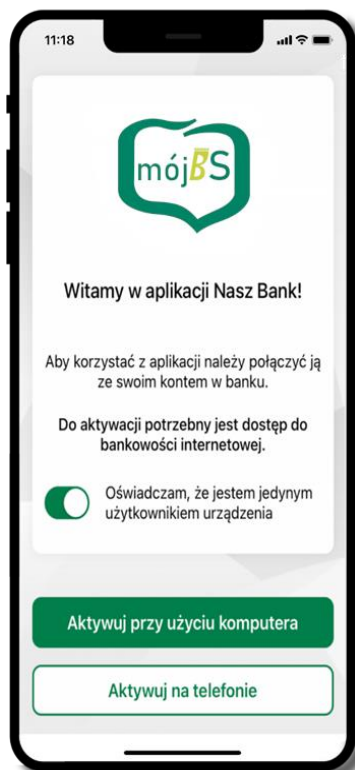 11:18
mójBS
Witamy w aplikacji Nasz Bank!
Aby korzystać z aplikacji należy połączyć ją
ze swoim kontem w banku.
Do aktywacji potrzebny jest dostęp do
bankowości internetowej.
Oświadczam, że jestem jedynym
użytkownikiem urządzenia
Aktywuj przy użyciu komputera
Aktywuj na telefonie